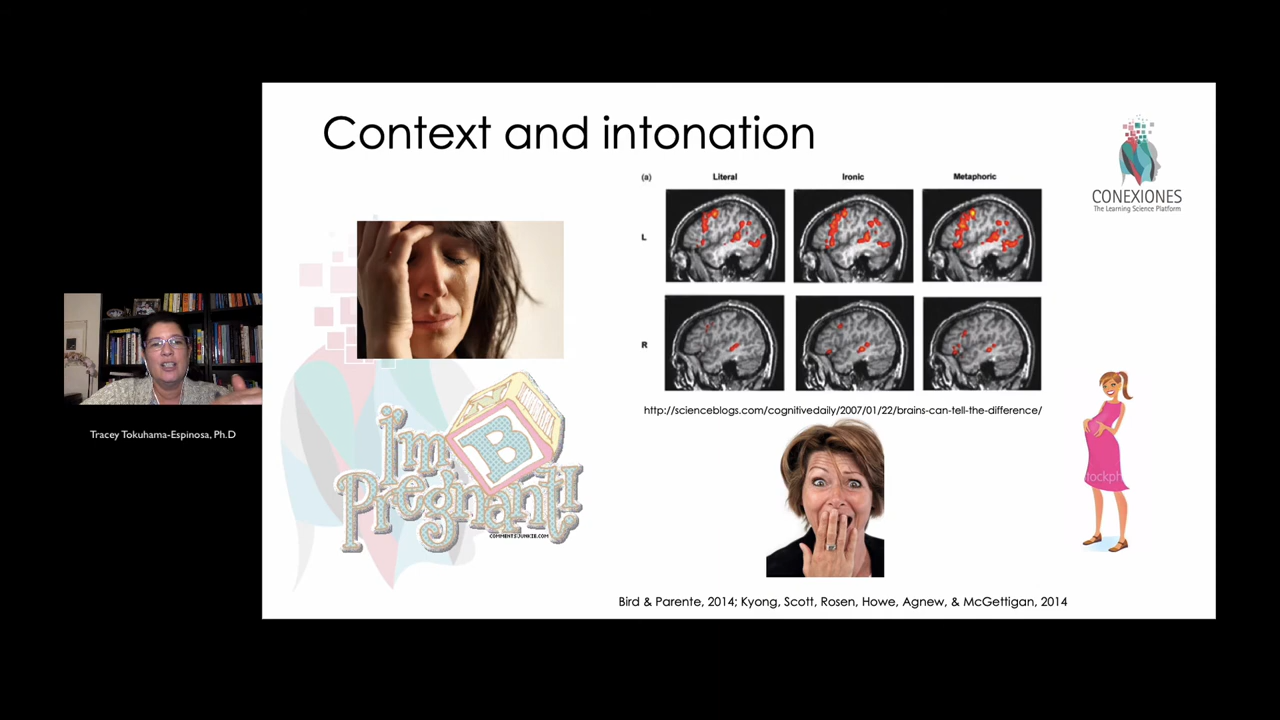 Context and intonation
(a)
Literal
Ironic
Metaphoric
L
R
CONEXIONES
The Learning Science Platform
http://scienceblogs.com/cognitivedaily/2007/01/22/brains-can-tell-the-difference/
I'm
B
Pregnant!
COMMENTSJUNKIE.COM
tockph
Tracey Tokuhama-Espinosa, Ph.D
Bird & Parente, 2014; Kyong, Scott, Rosen, Howe, Agnew, & McGettigan, 2014